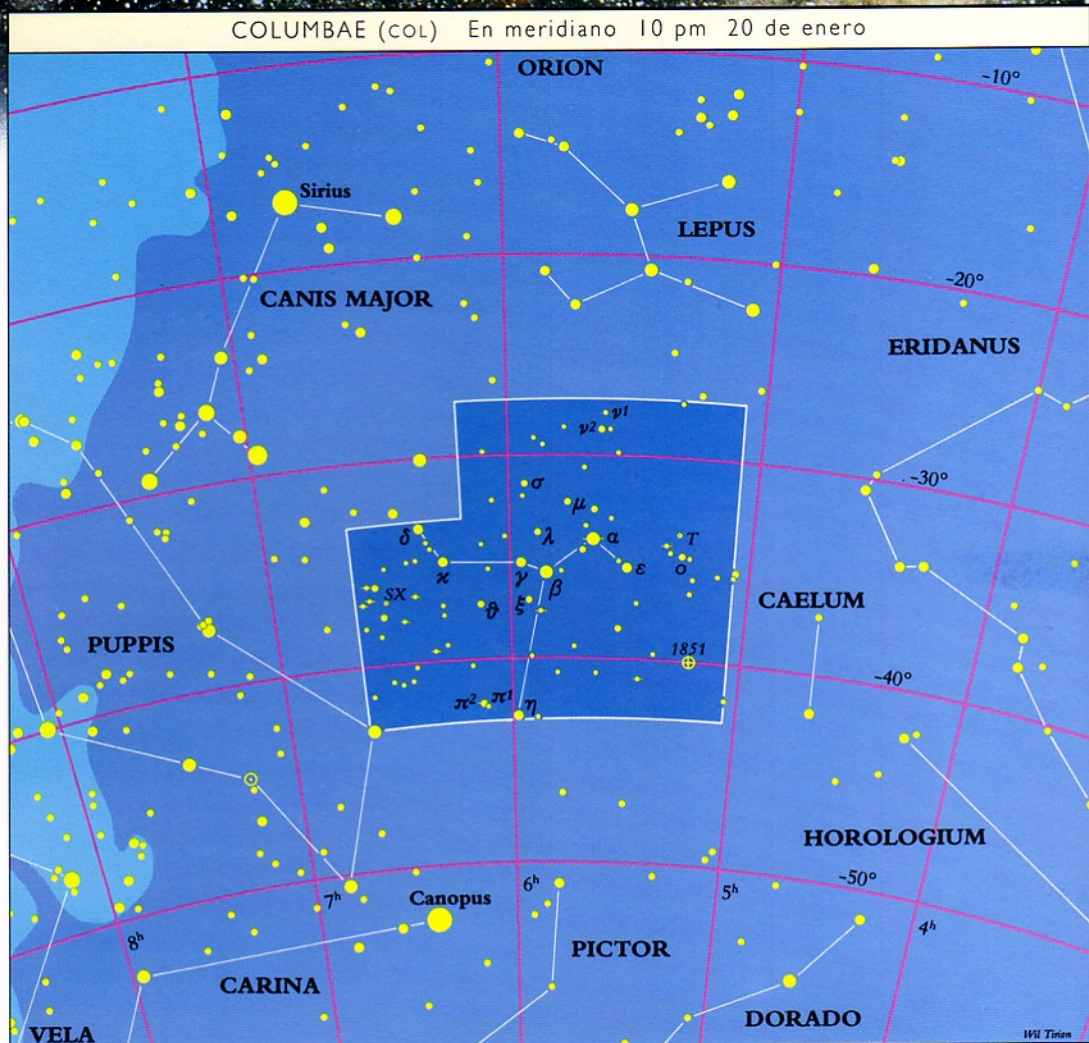 COLUMBAE (COL) En meridiano 10 pm 20 de enero
ORION
-10°
Sirius
LEPUS
-20°
CANIS MAJOR
ERIDANUS
ν1
ν2
-30°
σ
μ
δ
λ
α
T
κ
γ
ε
ο
β
SX
ϑ
ξ
CAELUM
PUPPIS
1851
-40°
π2
π1
η
HOROLOGIUM
-50°
7h
Canopus
6h
5h
4h
8h
PICTOR
CARINA
DORADO
VELA
Wil Tirion